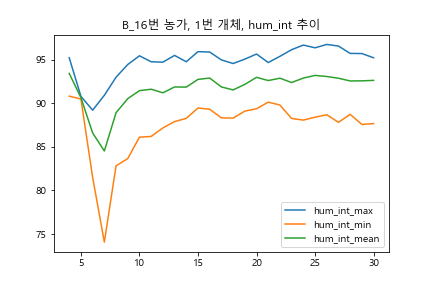 B_16번 농가, 1번 개체, hum_int 추이
95
90
85
80
75
5
10
15
20
25
30
hum_int_max
hum_int_min
hum_int_mean